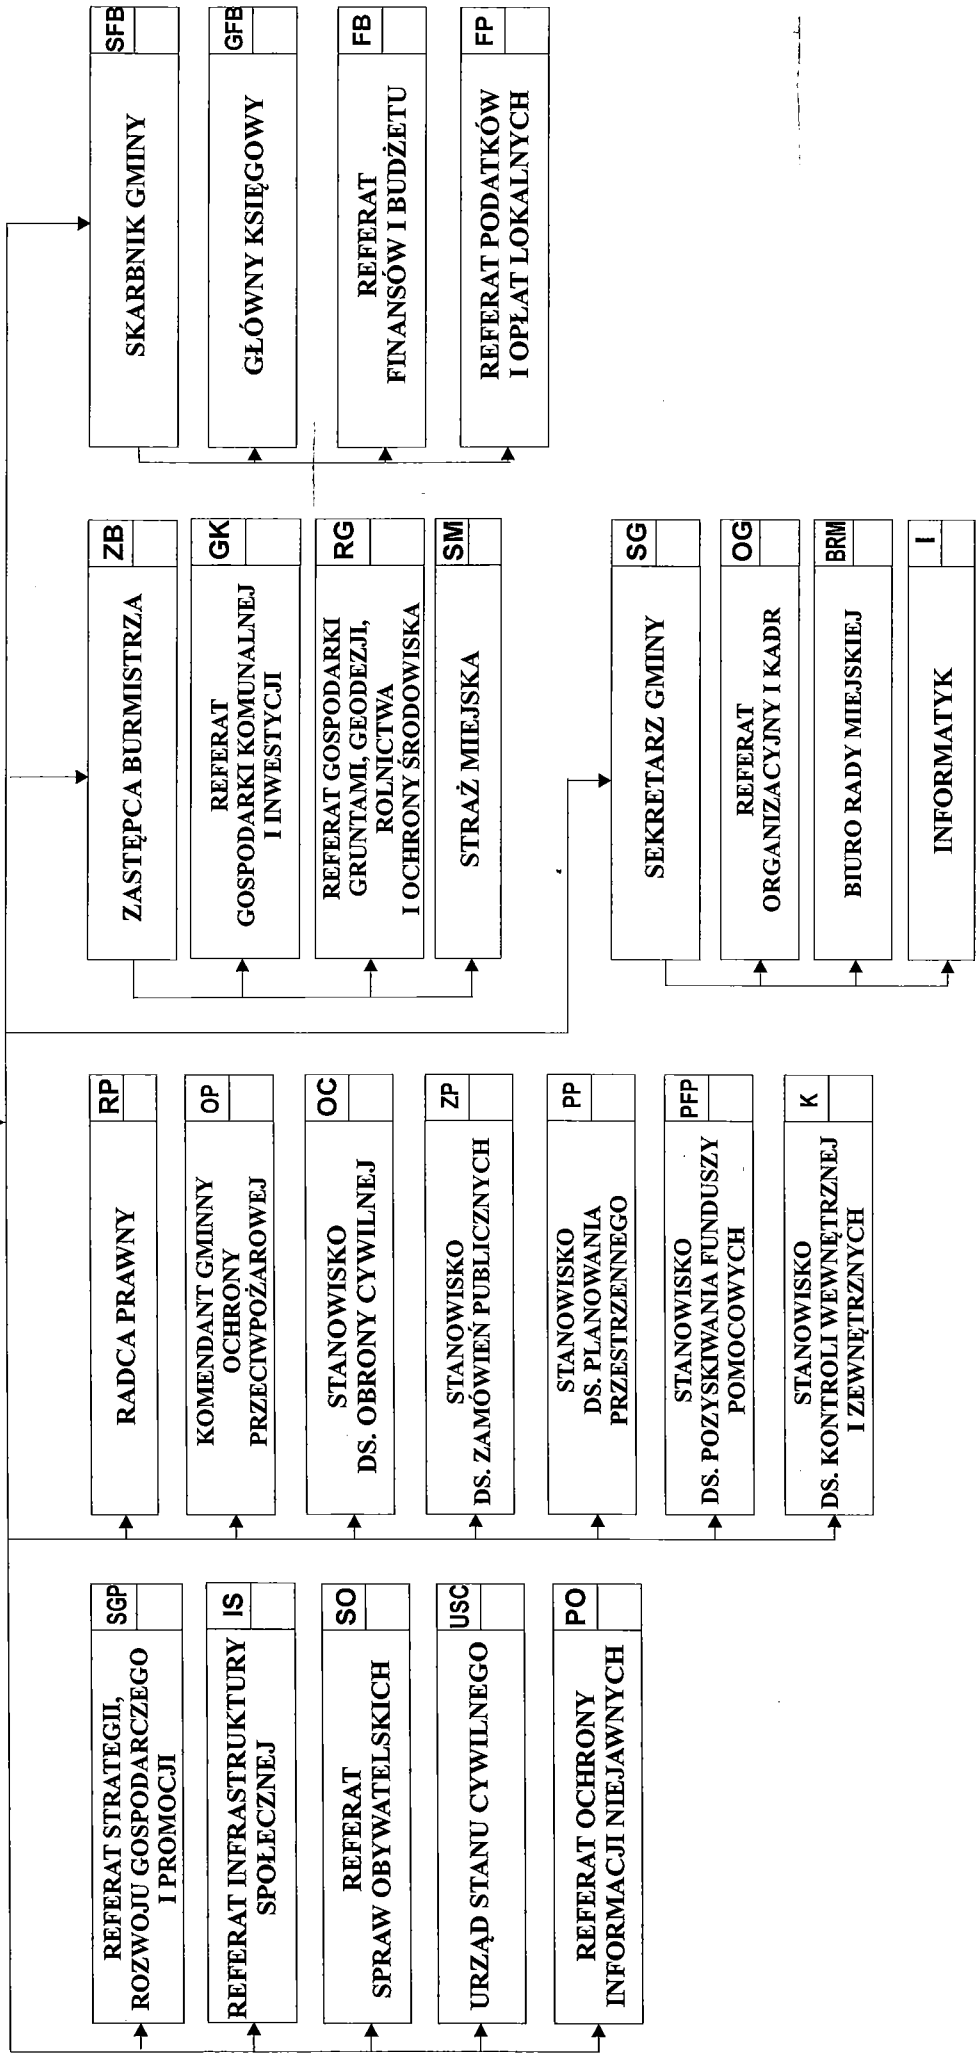 REFERAT STRATEGII,
ROZWOJU GOSPODARCZEGO
I PROMOCJI
SGP
REFERAT INFRASTRUKTURY
SPOŁECZNEJ
IS
REFERAT
SPRAW OBYWATELSKICH
SO
URZĄD STANU CYWILNEGO
USC
REFERAT OCHRONY
INFORMACJI NIEJAWNYCH
PO
RADCA PRAWNY
RP
KOMENDANT GMINNY
OCHRONY
PRZECIWPOŻAROWEJ
OP
STANOWISKO
DS. OBRONY CYWILNEJ
OC
STANOWISKO
DS. ZAMÓWIEŃ PUBLICZNYCH
ZP
STANOWISKO
DS. PLANOWANIA
PRZESTRZENNEGO
PP
STANOWISKO
DS. POZYSKIWANIA FUNDUSZY
POMOCOWYCH
PFP
STANOWISKO
DS. KONTROLI WEWNĘTRZNEJ
I ZEWNĘTRZNYCH
K
ZASTĘPCA BURMISTRZA
ZB
REFERAT
GOSPODARKI KOMUNALNEJ
I INWESTYCJI
GK
REFERAT GOSPODARKI
GRUNTAMI, GEODEZJI,
ROLNICTWA
I OCHRONY ŚRODOWISKA
RG
STRAŻ MIEJSKA
SM
SEKRETARZ GMINY
SG
REFERAT
ORGANIZACYJNY I KADR
OG
BIURO RADY MIEJSKIEJ
BRM
INFORMATYK
I
SKARBNIK GMINY
SFB
GŁÓWNY KSIĘGOWY
GFB
REFERAT
FINANSÓW I BUDŻETU
FB
REFERAT PODATKÓW
I OPŁAT LOKALNYCH
FP